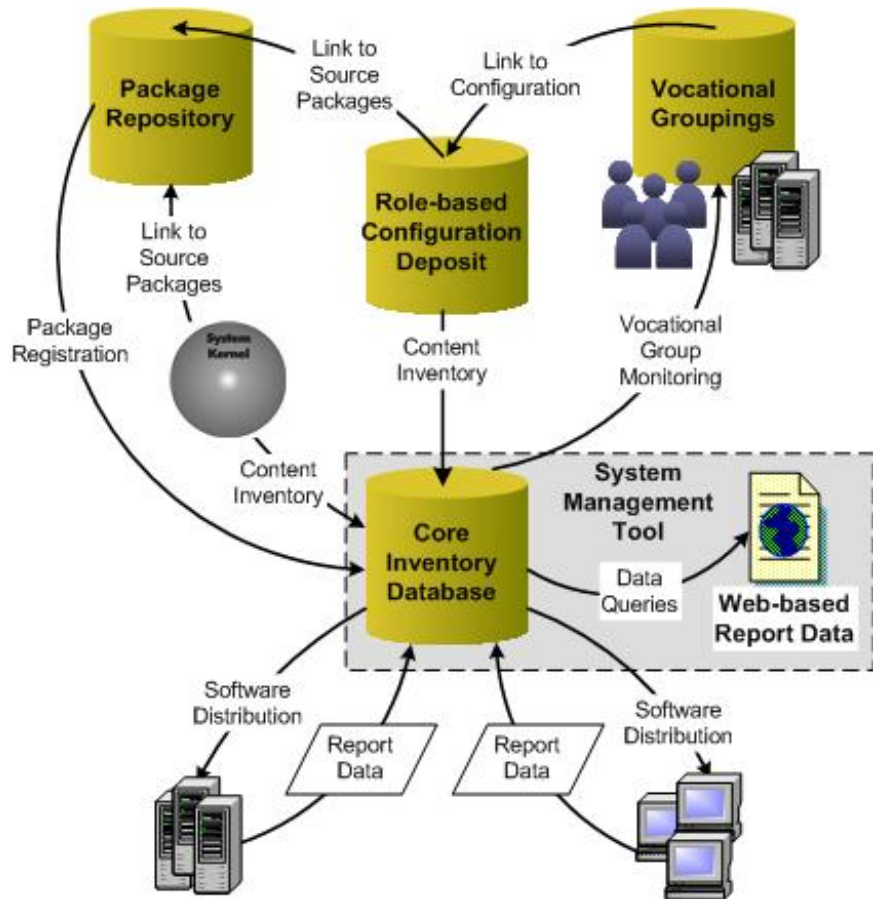 Package
Repository
Link to
Source
Packages
Link to
Configuration
Vocational
Groupings
Role-based
Configuration
Deposit
Link to
Source
Packages
System
Kernel
Package
Registration
Content
Inventory
Vocational
Group
Monitoring
Content
Inventory
Core
Inventory
Database
System
Management
Tool
Data
Queries
Web-based
Report Data
Software
Distribution
Report
Data
Report
Data
Software
Distribution